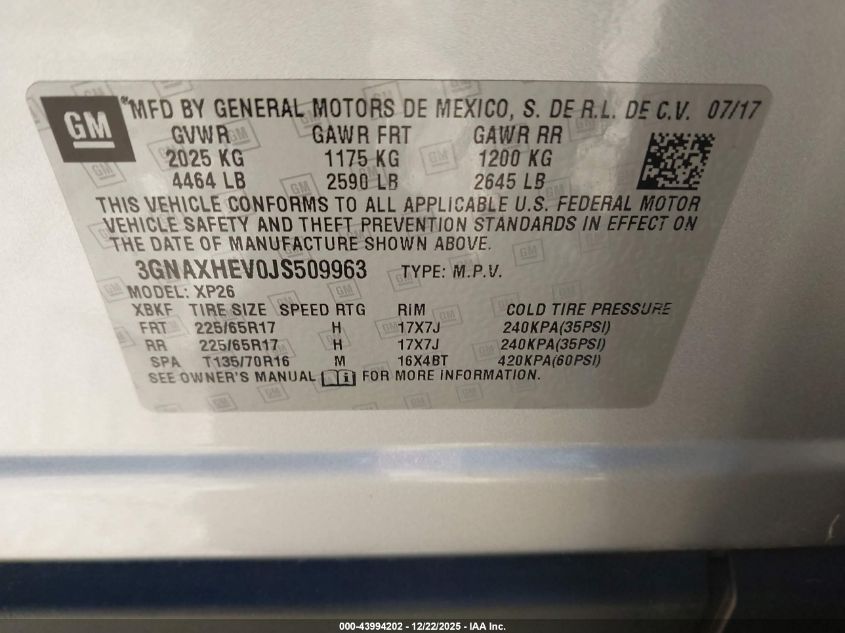 GM
MFD BY GENERAL MOTORS DE MEXICO, S. DE R.L. DE C.V. 07/17
GVWR GAWR FRT GAWR RR
2025 KG 1175 KG 1200 KG
4464 LB 2590 LB 2645 LB
THIS VEHICLE CONFORMS TO ALL APPLICABLE U.S. FEDERAL MOTOR
VEHICLE SAFETY AND THEFT PREVENTION STANDARDS IN EFFECT ON
THE DATE OF MANUFACTURE SHOWN ABOVE.
3GNAXHEV0JS509963 TYPE: M.P.V.
MODEL: XP26
XBKF TIRE SIZE SPEED RTG RIM COLD TIRE PRESSURE
FRT 225/65R17 H 17X7J 240KPA(35PSI)
RR 225/65R17 H 17X7J 240KPA(35PSI)
SPA T135/70R16 M 16X4BT 420KPA(60PSI)
SEE OWNER'S MANUAL FOR MORE INFORMATION.
000-43994202 - 12/22/2025 - IAA Inc.